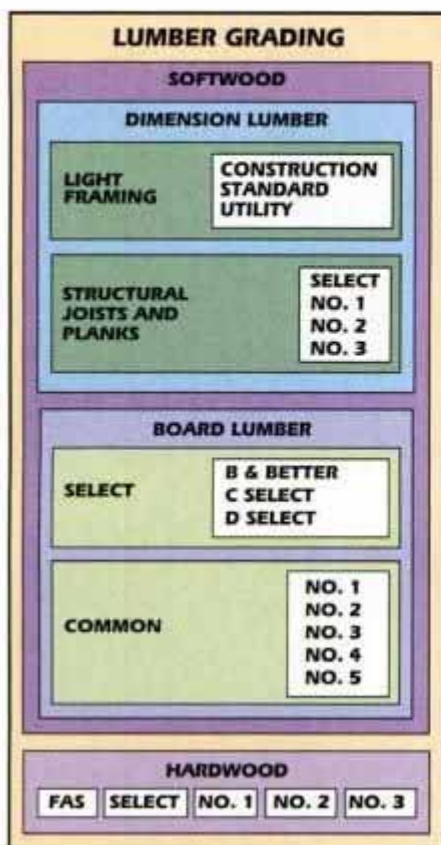 LUMBER GRADING
SOFTWOOD
DIMENSION LUMBER
LIGHT
FRAMING
CONSTRUCTION
STANDARD
UTILITY
STRUCTURAL
JOISTS AND
PLANKS
SELECT
NO. 1
NO. 2
NO. 3
BOARD LUMBER
SELECT
B & BETTER
C SELECT
D SELECT
COMMON
NO. 1
NO. 2
NO. 3
NO. 4
NO. 5
HARDWOOD
FAS SELECT NO. 1 NO. 2 NO. 3